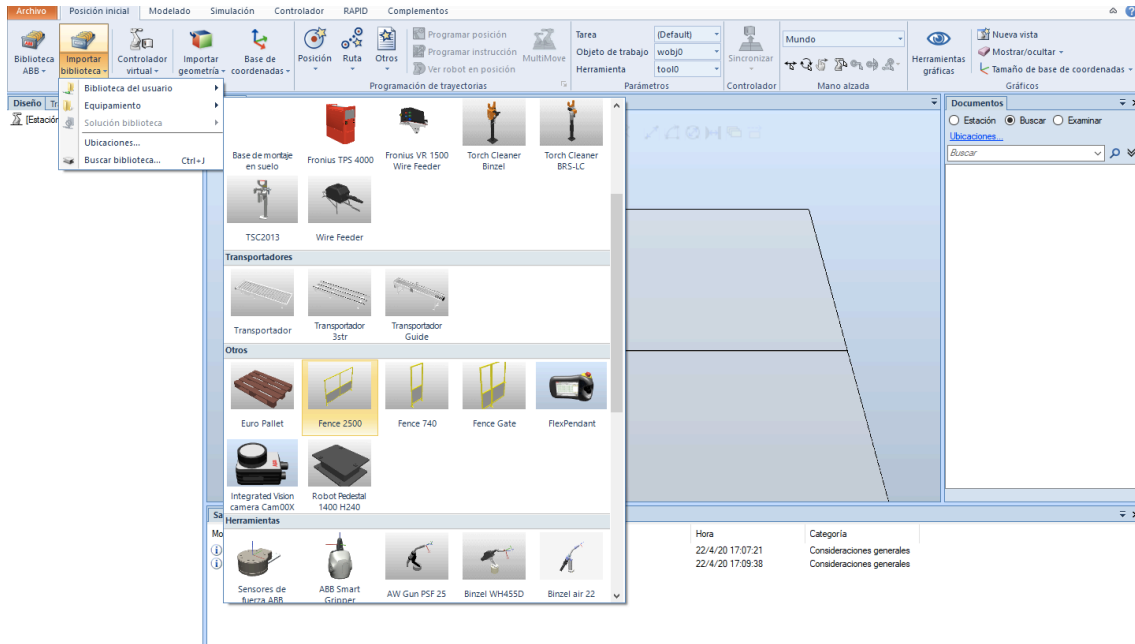 Archivo Posición inicial Modelado Simulación Controlador RAPID Complementos
Biblioteca ABB
Importar biblioteca
Controlador virtual
Importar geometría
Base de coordenadas
Posición
Ruta
Otros
Programar posición
Programar instrucción
Ver robot en posición
MultiMove
Programación de trayectorias
Tarea (Default)
Objeto de trabajo wobj0
Herramienta tool0
Parámetros
Sincronizar
Controlador
Mundo
Mano alzada
Herramientas gráficas
Nueva vista
Mostrar/ocultar
Tamaño de base de coordenadas
Gráficos
Biblioteca del usuario
Equipamiento
Solución biblioteca
Ubicaciones...
Buscar biblioteca... Ctrl+J
Diseño
[Estación
Base de montaje
en suelo
Fronius TPS 4000
Fronius VR 1500
Wire Feeder
Torch Cleaner
Binzel
Torch Cleaner
BRS-LC
TSC2013
Wire Feeder
Transportadores
Transportador
Transportador
3str
Transportador
Guide
Otros
Euro Pallet
Fence 2500
Fence 740
Fence Gate
FlexPendant
Integrated Vision
camera Cam00X
Robot Pedestal
1400 H240
Herramientas
Sensores de
fuerza ABB
ABB Smart
Gripper
AW Gun PSF 25
Binzel WH455D
Binzel air 22
Documentos
Estación Buscar Examinar
Ubicaciones...
Buscar
Hora Categoría
22/4/20 17:07:21 Consideraciones generales
22/4/20 17:09:38 Consideraciones generales